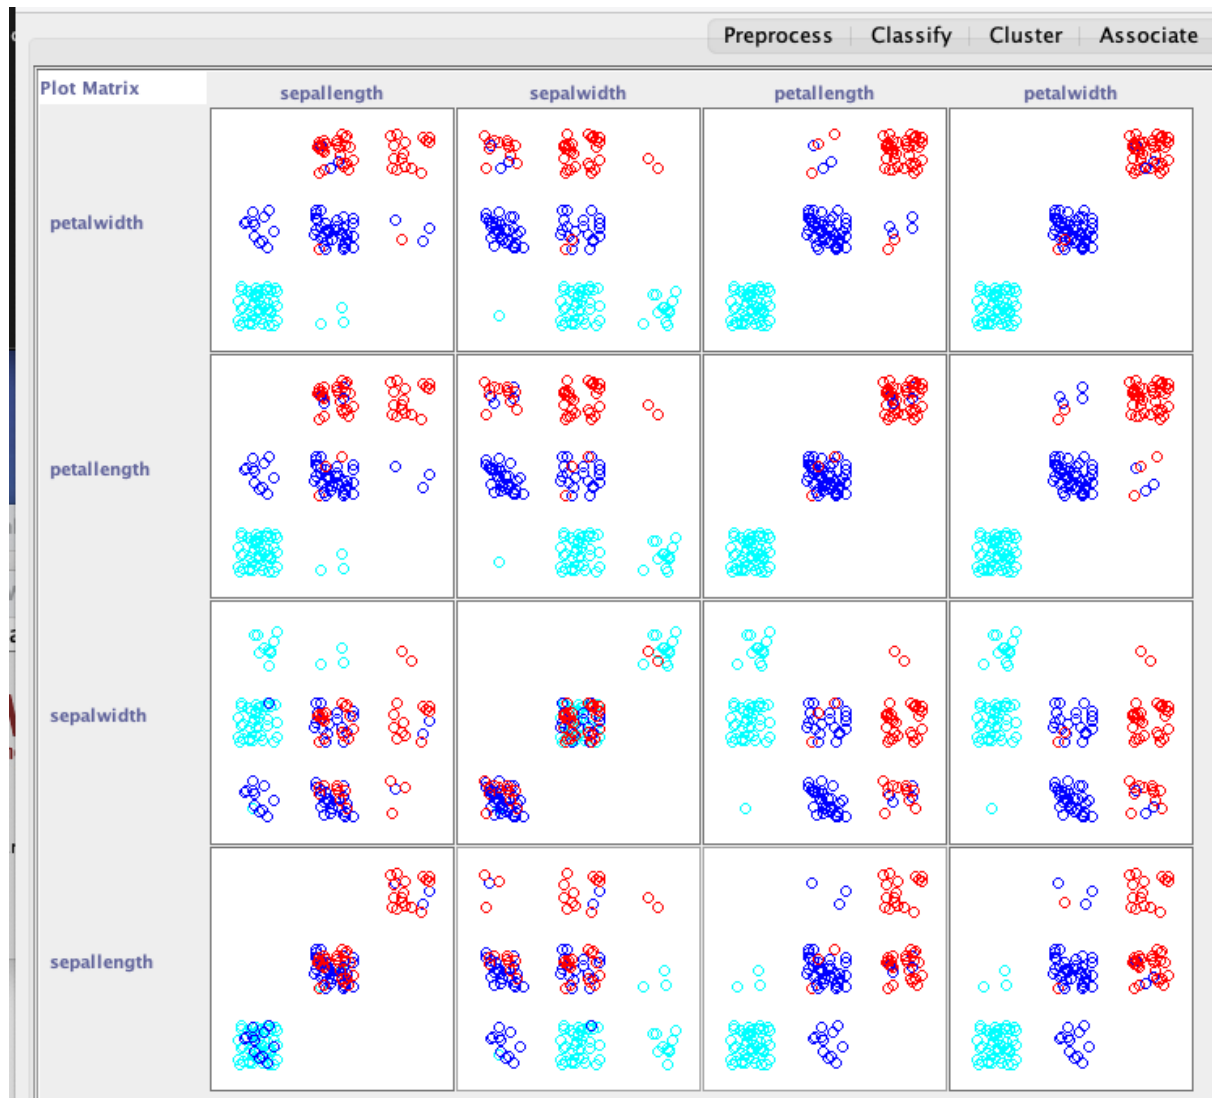 Preprocess Classify Cluster Associate
Plot Matrix sepallength sepalwidth petallength petalwidth
petalwidth
petallength
sepalwidth
sepallength